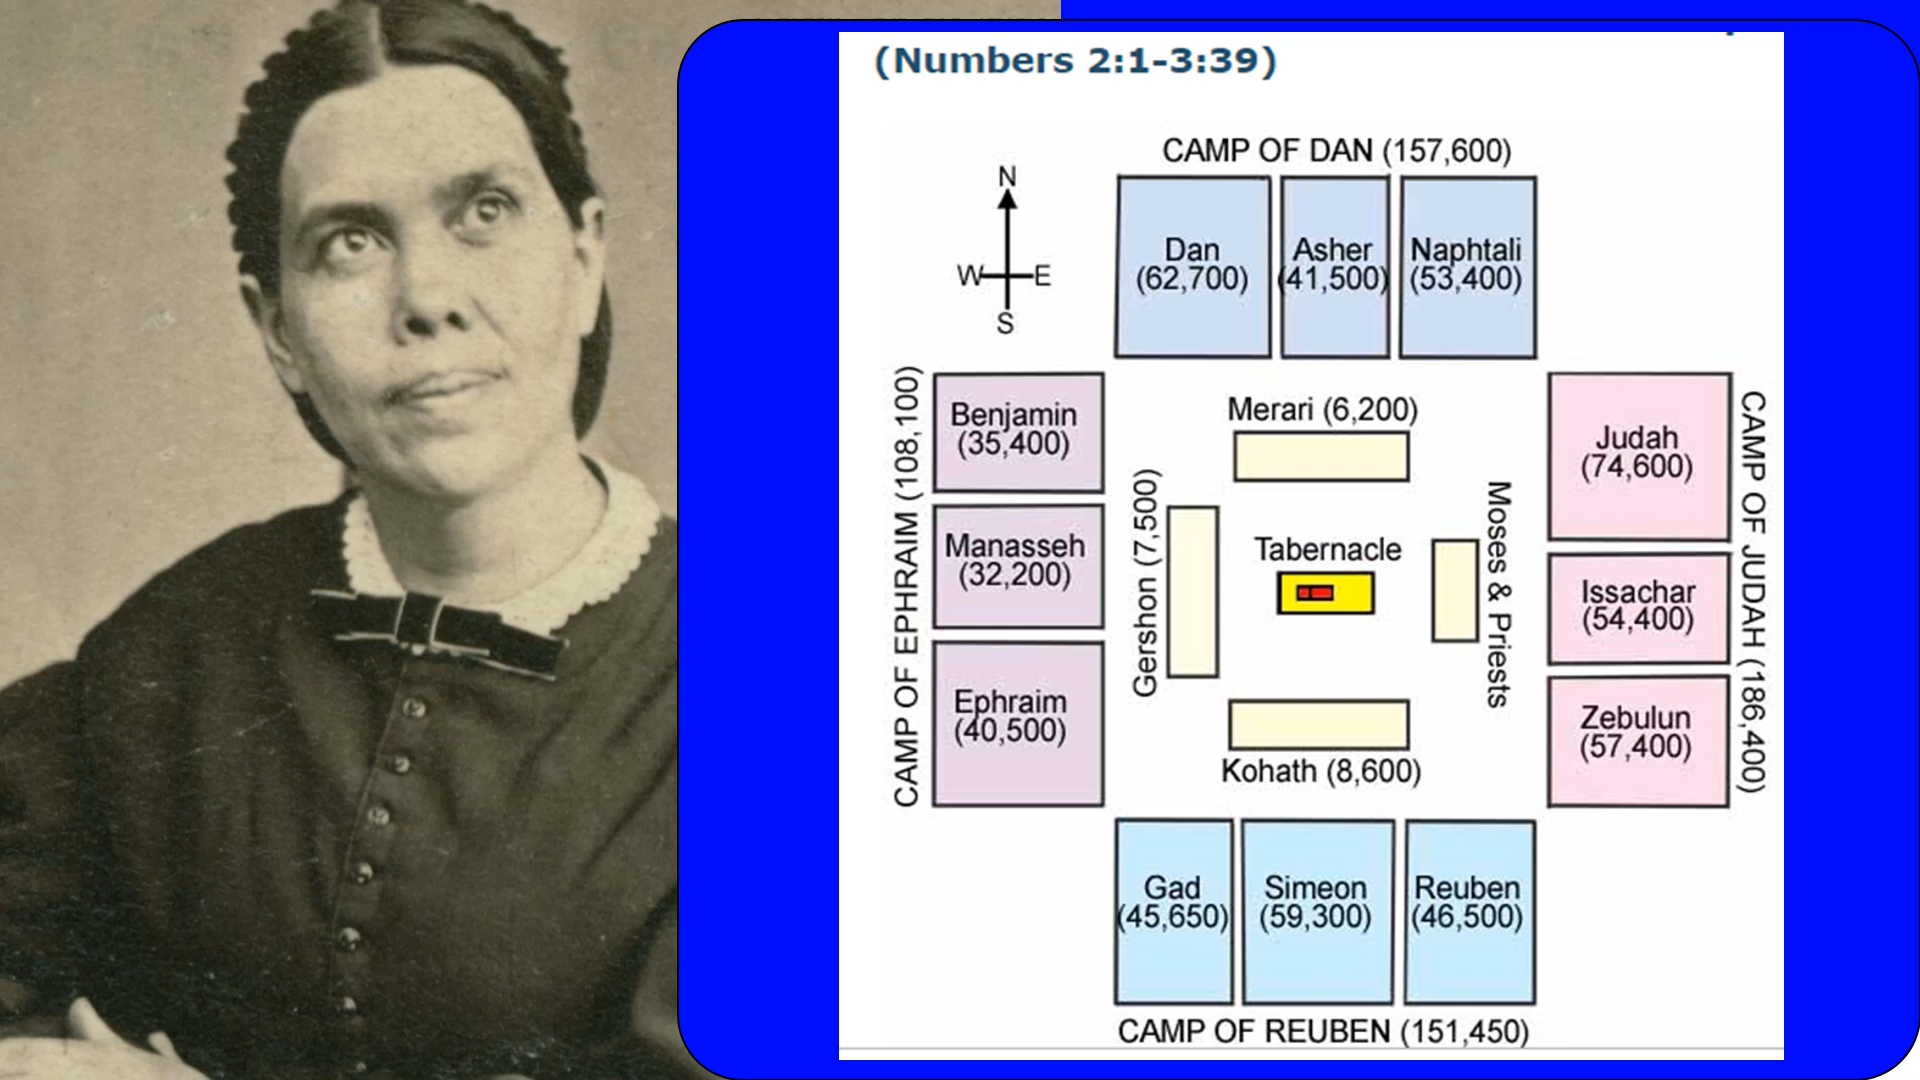 (Numbers 2:1-3:39)
CAMP OF DAN (157,600)
N
W
E
S
Dan
(62,700)
Asher
(41,500)
Naphtali
(53,400)
CAMP OF EPHRAIM (108,100)
Benjamin
(35,400)
Manasseh
(32,200)
Ephraim
(40,500)
Merari (6,200)
Gershon (7,500)
Tabernacle
Moses & Priests
Kohath (8,600)
Judah
(74,600)
Issachar
(54,400)
Zebulun
(57,400)
CAMP OF JUDAH (186,400)
Gad
(45,650)
Simeon
(59,300)
Reuben
(46,500)
CAMP OF REUBEN (151,450)